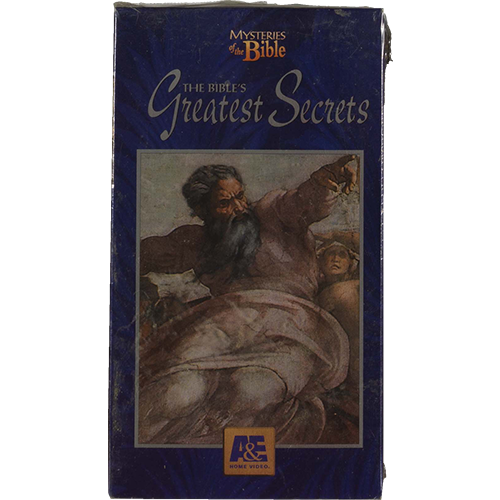 MYSTERIES
of the BIBLE
THE BIBLE'S
Greatest Secrets
A&E
HOME VIDEO